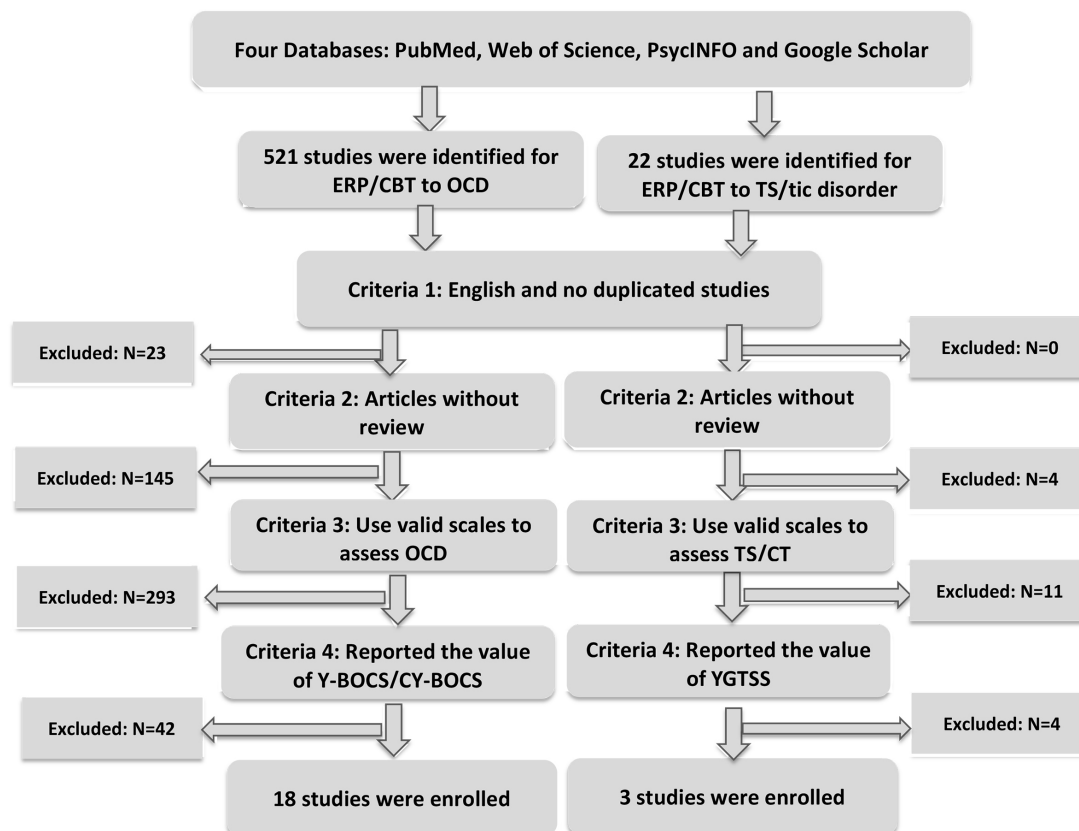 Four Databases: PubMed, Web of Science, PsycINFO and Google Scholar
521 studies were identified for
ERP/CBT to OCD
22 studies were identified for
ERP/CBT to TS/tic disorder
Criteria 1: English and no duplicated studies
Excluded: N=23
Excluded: N=0
Criteria 2: Articles without
review
Criteria 2: Articles without
review
Excluded: N=145
Excluded: N=4
Criteria 3: Use valid scales to
assess OCD
Criteria 3: Use valid scales to
assess TS/CT
Excluded: N=293
Excluded: N=11
Criteria 4: Reported the value
of Y-BOCS/CY-BOCS
Criteria 4: Reported the value
of YGTSS
Excluded: N=42
Excluded: N=4
18 studies were enrolled
3 studies were enrolled